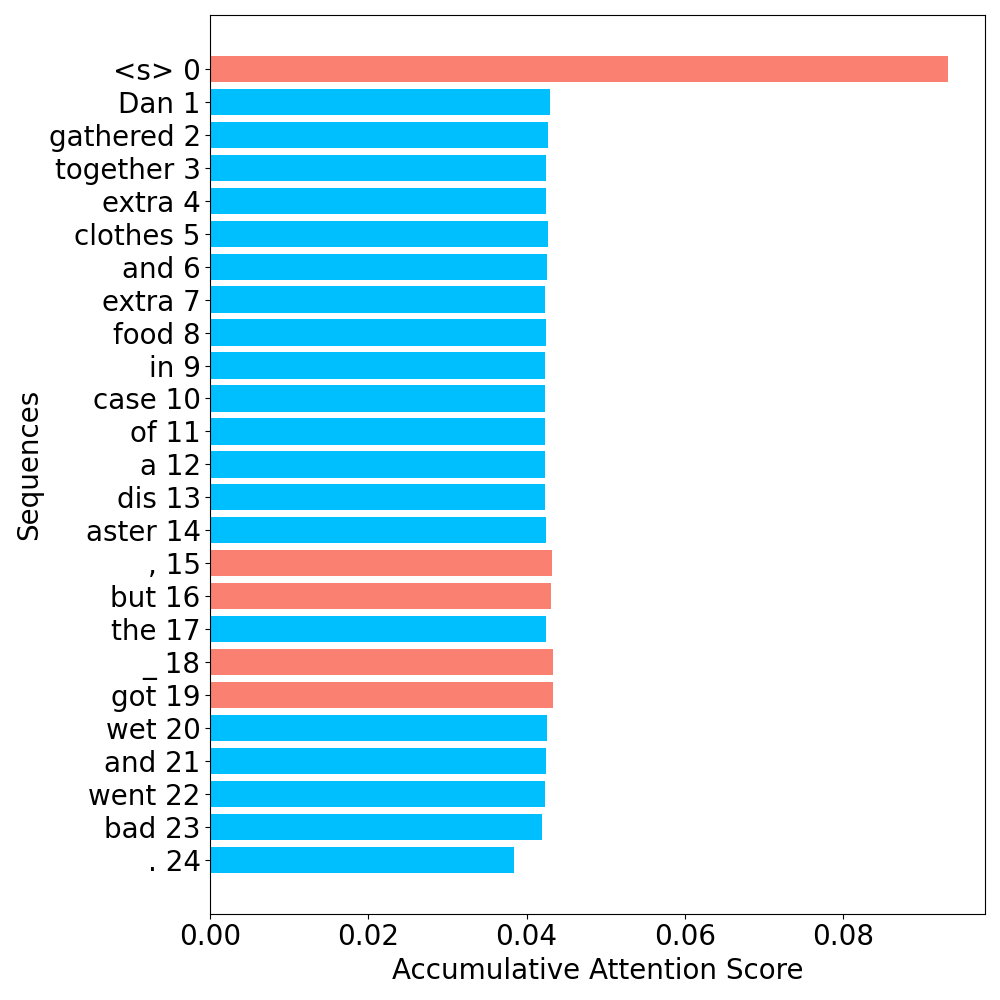 <s> 0
Dan 1
gathered 2
together 3
extra 4
clothes 5
and 6
extra 7
food 8
in 9
case 10
of 11
a 12
dis 13
aster 14
, 15
but 16
the 17
_ 18
got 19
wet 20
and 21
went 22
bad 23
. 24
Sequences
0.00 0.02 0.04 0.06 0.08
Accumulative Attention Score